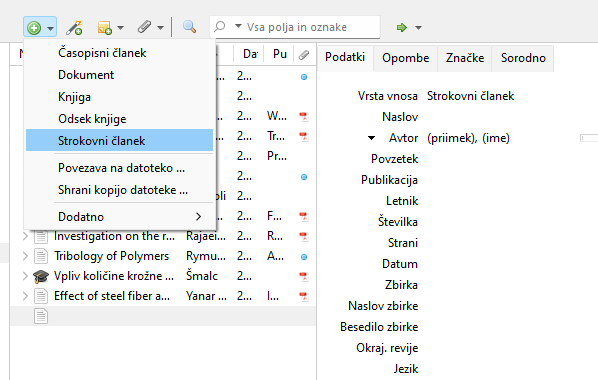 Vsa polja in oznake
Časopisni članek
Dokument
Knjiga
Odsek knjige
Strokovni članek
Povezava na datoteko ...
Shrani kopijo datoteke ...
Dodatno
Da
Pu
2...
2...
2... W...
2... Tr...
2... Pr...
2...
2...
2... F...
Investigation on the r... Rajaei... 2... R...
Tribology of Polymers Rymu... 2... A...
Vpliv količine krožne ... Šmalc 2...
Effect of steel fiber a... Yanar ... 2... I...
Podatki Opombe Značke Sorodno
Vrsta vnosa Strokovni članek
Naslov
Avtor (priimek), (ime)
Povzetek
Publikacija
Letnik
Številka
Strani
Datum
Zbirka
Naslov zbirke
Besedilo zbirke
Okraj. revije
Jezik